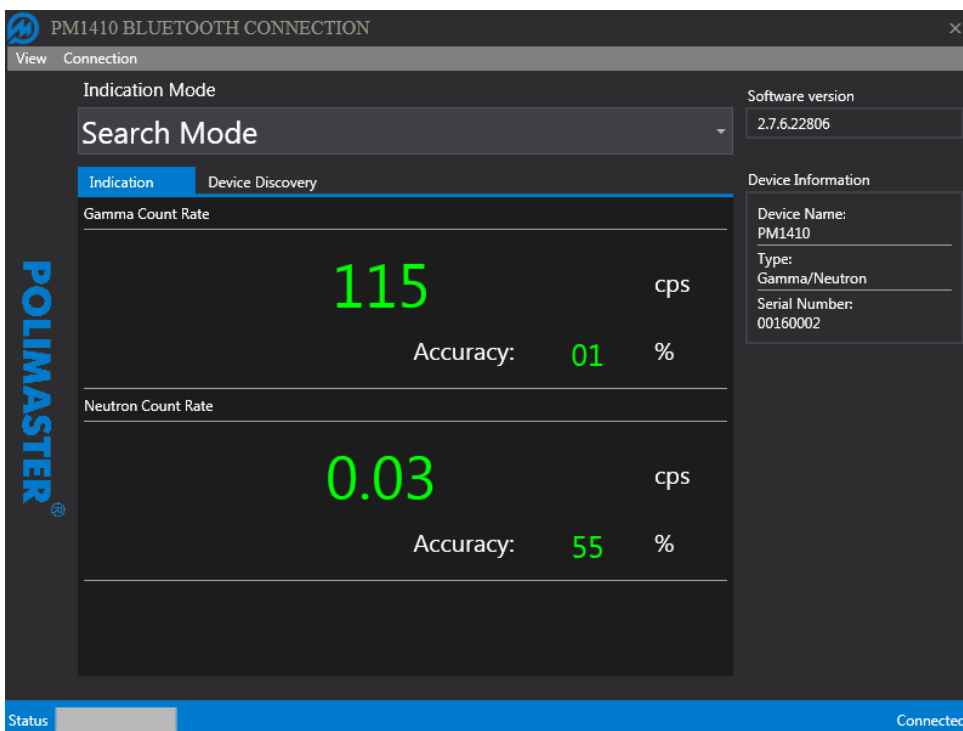 PM1410 BLUETOOTH CONNECTION
View Connection
Indication Mode
Search Mode
Indication Device Discovery
Gamma Count Rate
115 cps
Accuracy: 01 %
Neutron Count Rate
0.03 cps
Accuracy: 55 %
Software version
2.7.6.22806
Device Information
Device Name:
PM1410
Type:
Gamma/Neutron
Serial Number:
00160002
POLIMASTER®
Status Connected